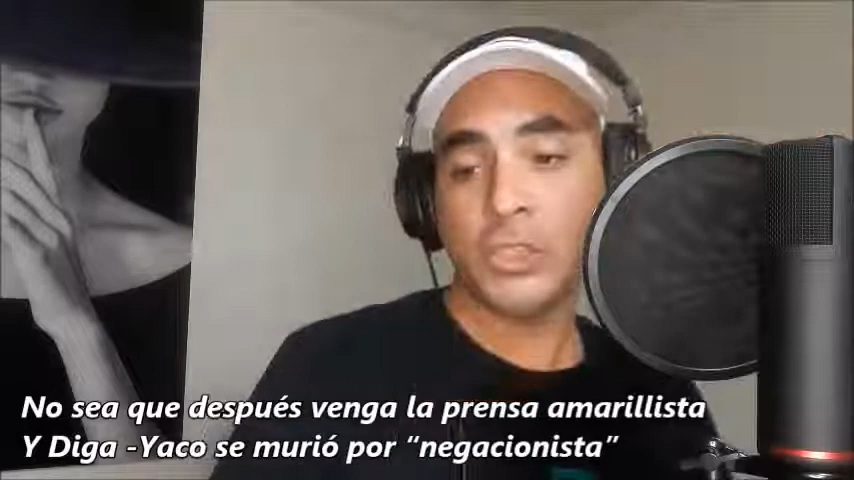 No sea que después venga la prensa amarillista
Y Diga -Yaco se murió por “negacionista”